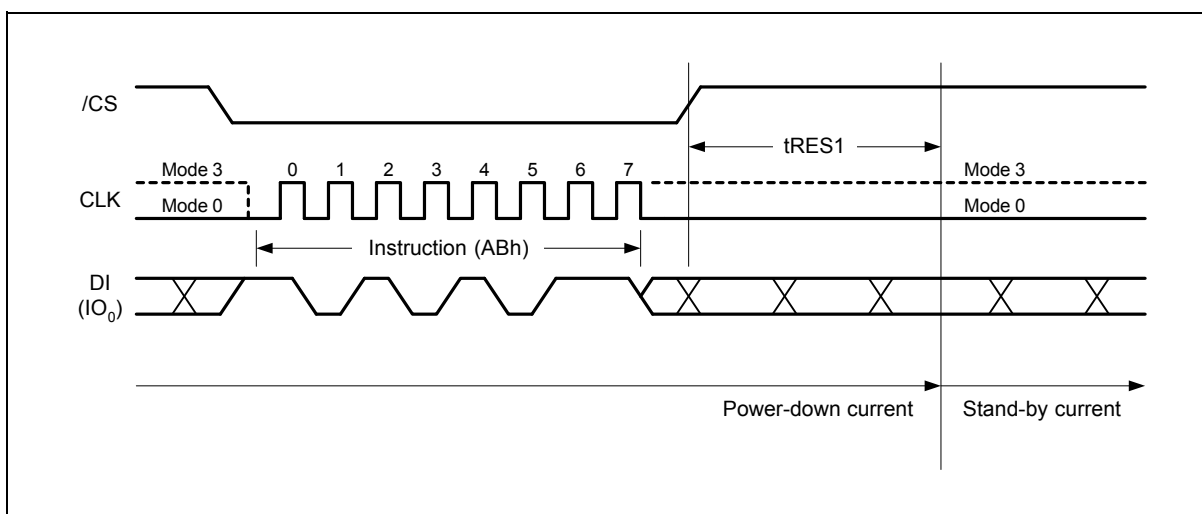 /CS
tRES1
Mode 3
0 1 2 3 4 5 6 7
Mode 3
CLK
Mode 0
Mode 0
Instruction (ABh)
DI
(IO₀)
Power-down current
Stand-by current